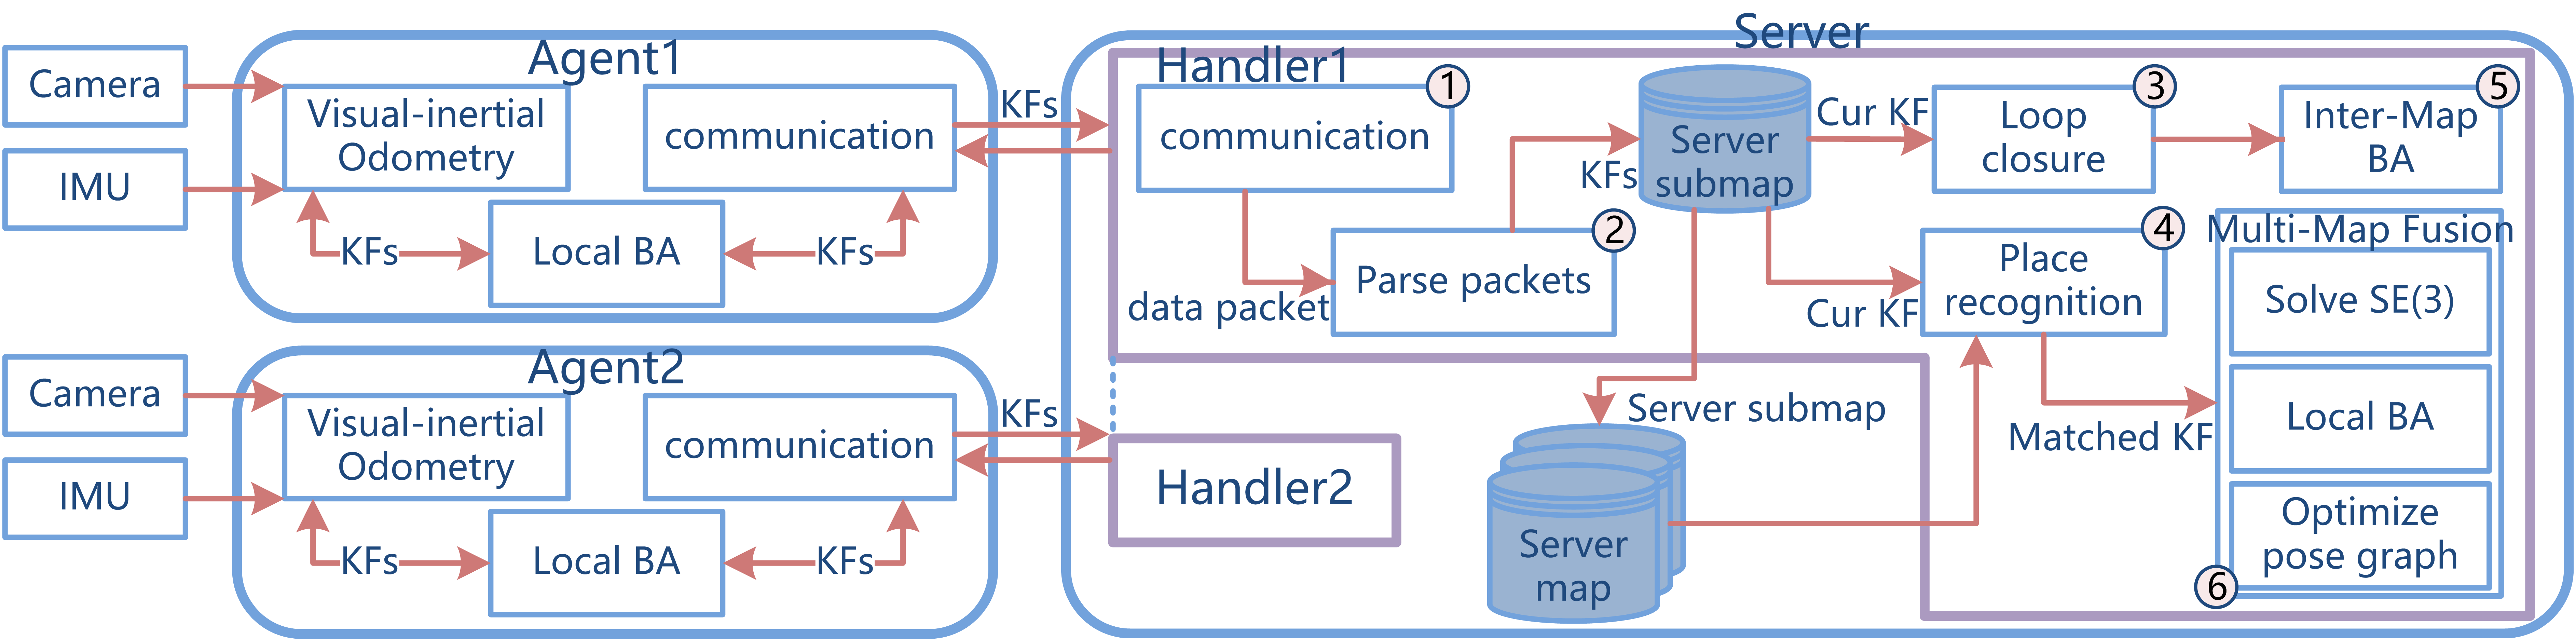 Camera
IMU
Agent1
Visual-inertial
Odometry
communication
KFs
Local BA
KFs
KFs
Camera
IMU
Agent2
Visual-inertial
Odometry
communication
KFs
Local BA
KFs
KFs
Server
Handler1
communication
1
data packet
Parse packets
2
KFs
Server
submap
Cur KF
Loop
closure
3
Inter-Map
BA
5
Cur KF
Place
recognition
4
Matched KF
Multi-Map Fusion
Solve SE(3)
Local BA
Optimize
pose graph
6
Server submap
Server
map
Handler2